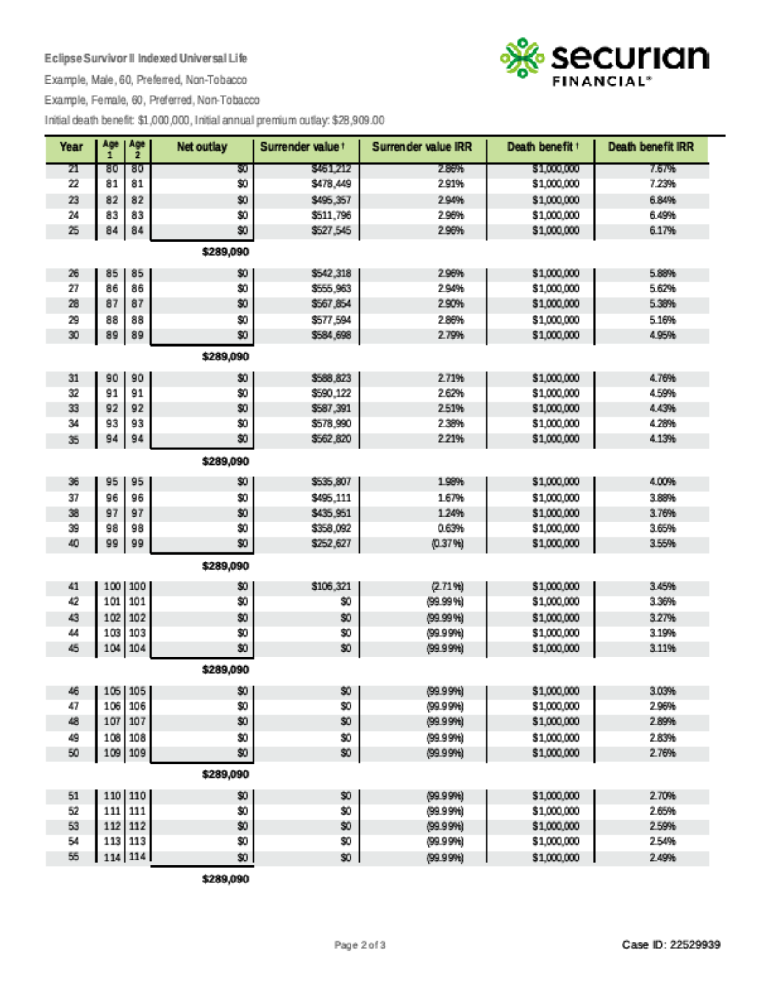 Eclipse Survivor II Indexed Universal Life
Example, Male, 60, Preferred, Non-Tobacco
Example, Female, 60, Preferred, Non-Tobacco
Initial death benefit: $1,000,000, Initial annual premium outlay: $28,909.00
securian
FINANCIAL®
Year Age 1 Age 2 Net outlay Surrender value † Surrender value IRR Death benefit † Death benefit IRR
21 80 80 $0 $461,212 2.86% $1,000,000 7.67%
22 81 81 $0 $478,449 2.91% $1,000,000 7.23%
23 82 82 $0 $495,357 2.94% $1,000,000 6.84%
24 83 83 $0 $511,796 2.96% $1,000,000 6.49%
25 84 84 $0 $527,545 2.96% $1,000,000 6.17%
$289,090
26 85 85 $0 $542,318 2.96% $1,000,000 5.88%
27 86 86 $0 $555,963 2.94% $1,000,000 5.62%
28 87 87 $0 $567,854 2.90% $1,000,000 5.38%
29 88 88 $0 $577,594 2.86% $1,000,000 5.16%
30 89 89 $0 $584,698 2.79% $1,000,000 4.95%
$289,090
31 90 90 $0 $588,823 2.71% $1,000,000 4.76%
32 91 91 $0 $590,122 2.62% $1,000,000 4.59%
33 92 92 $0 $587,391 2.51% $1,000,000 4.43%
34 93 93 $0 $578,990 2.38% $1,000,000 4.28%
35 94 94 $0 $562,820 2.21% $1,000,000 4.13%
$289,090
36 95 95 $0 $535,807 1.98% $1,000,000 4.00%
37 96 96 $0 $495,111 1.67% $1,000,000 3.88%
38 97 97 $0 $435,951 1.24% $1,000,000 3.76%
39 98 98 $0 $358,092 0.63% $1,000,000 3.65%
40 99 99 $0 $252,627 (0.37%) $1,000,000 3.55%
$289,090
41 100 100 $0 $106,321 (2.71%) $1,000,000 3.45%
42 101 101 $0 $0 (99.99%) $1,000,000 3.36%
43 102 102 $0 $0 (99.99%) $1,000,000 3.27%
44 103 103 $0 $0 (99.99%) $1,000,000 3.19%
45 104 104 $0 $0 (99.99%) $1,000,000 3.11%
$289,090
46 105 105 $0 $0 (99.99%) $1,000,000 3.03%
47 106 106 $0 $0 (99.99%) $1,000,000 2.96%
48 107 107 $0 $0 (99.99%) $1,000,000 2.89%
49 108 108 $0 $0 (99.99%) $1,000,000 2.83%
50 109 109 $0 $0 (99.99%) $1,000,000 2.76%
$289,090
51 110 110 $0 $0 (99.99%) $1,000,000 2.70%
52 111 111 $0 $0 (99.99%) $1,000,000 2.65%
53 112 112 $0 $0 (99.99%) $1,000,000 2.59%
54 113 113 $0 $0 (99.99%) $1,000,000 2.54%
55 114 114 $0 $0 (99.99%) $1,000,000 2.49%
$289,090
Page 2 of 3
Case ID: 22529939